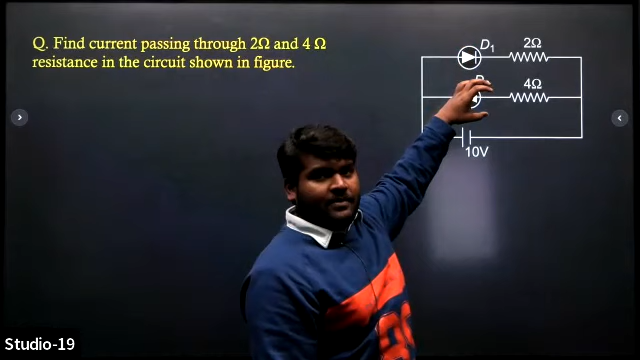 Q. Find current passing through 2Ω and 4 Ω
resistance in the circuit shown in figure.
D1
2Ω
4Ω
10V
Studio-19